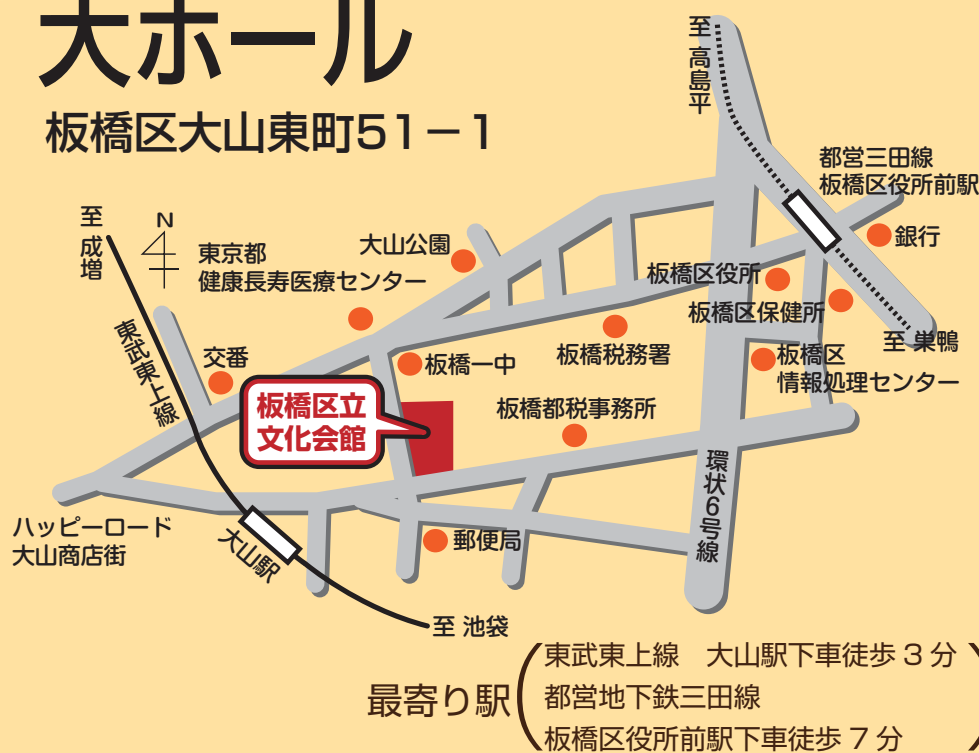 大ホール
板橋区大山東町51－1
至 高島平
都営三田線
板橋区役所前駅
銀行
至 成増
N
東京都
健康長寿医療センター
大山公園
板橋区役所
板橋区保健所
至 巣鴨
東武東上線
交番
板橋一中
板橋税務署
板橋区
情報処理センター
板橋区立
文化会館
板橋都税事務所
環状6号線
ハッピーロード
大山商店街
大山駅
郵便局
至 池袋
最寄り駅
東武東上線　大山駅下車徒歩 3 分
都営地下鉄三田線
板橋区役所前駅下車徒歩 7 分